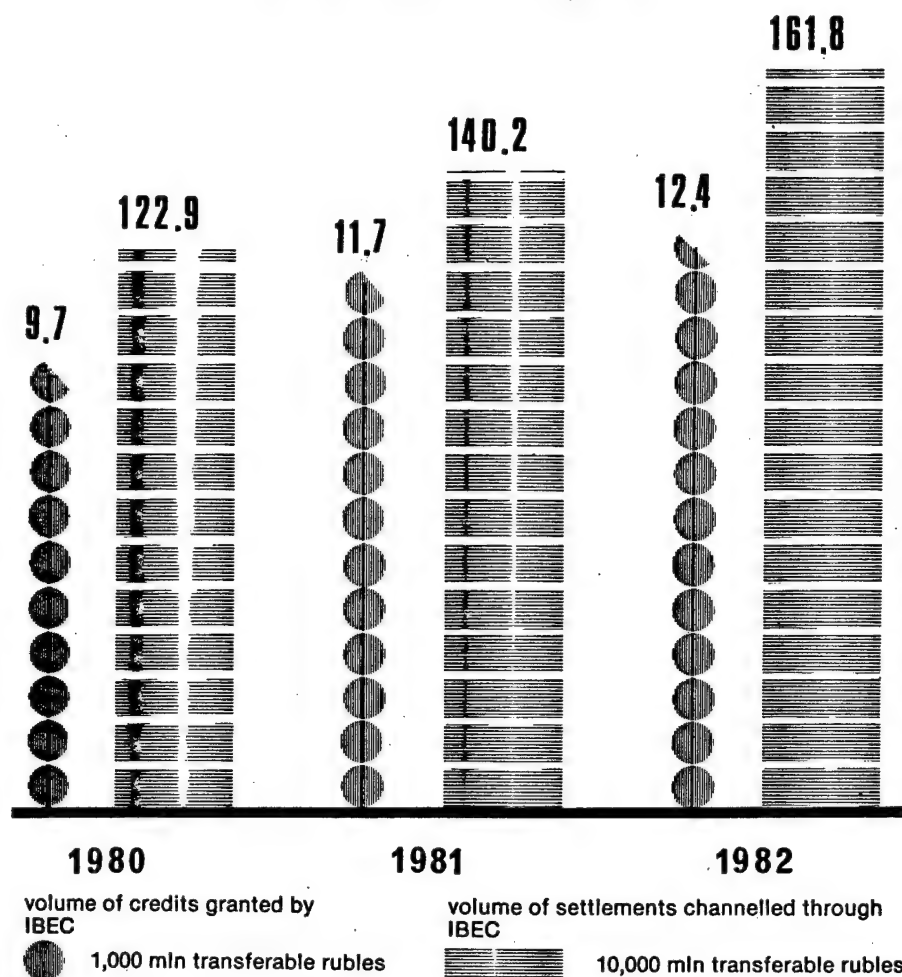 161.8
140.2
122.9
12.4
11.7
9.7
1980 1981 1982
volume of credits granted by
IBEC
1,000 mln transferable rubles
volume of settlements channelled through
IBEC
10,000 mln transferable rubles